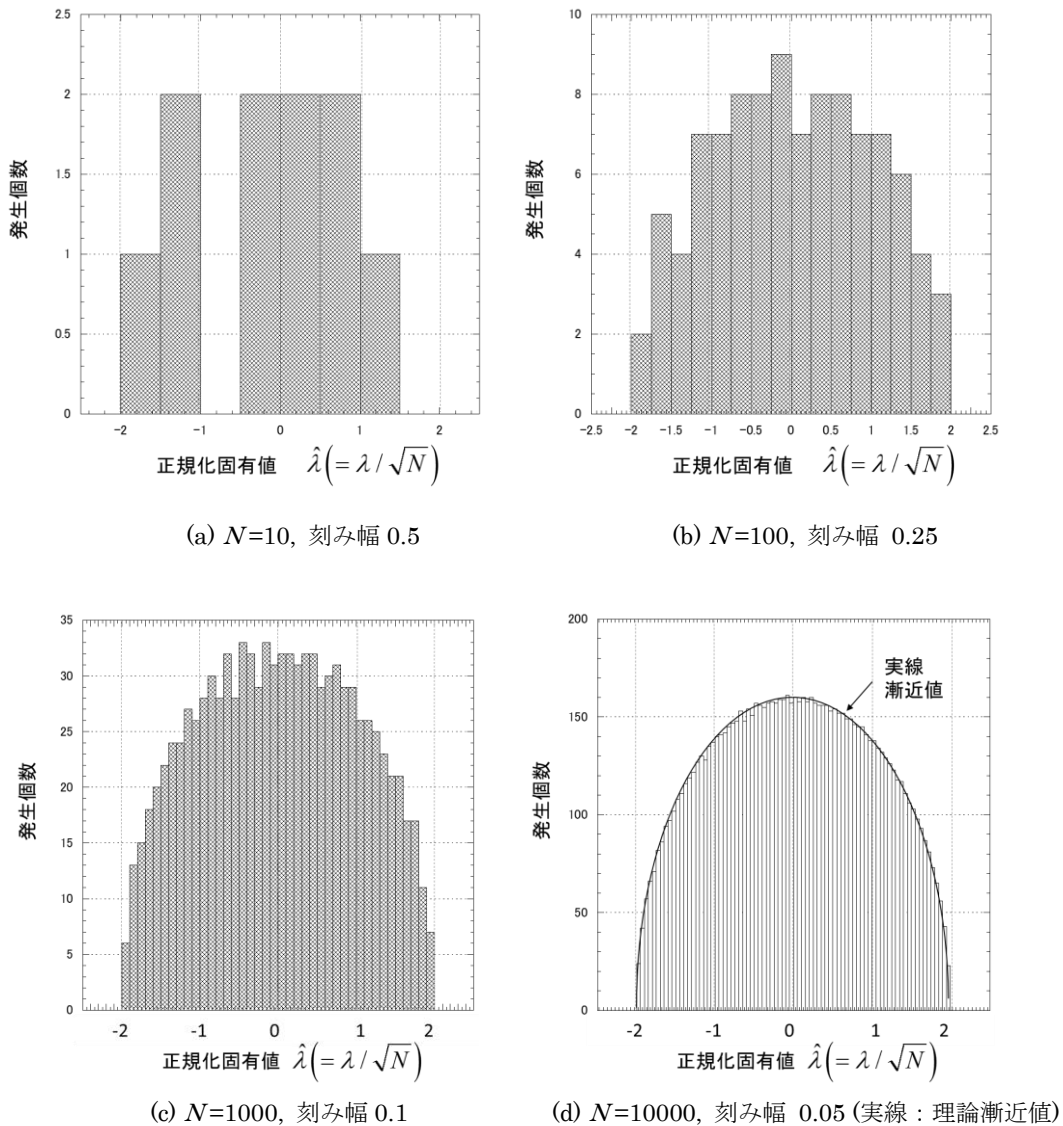 2.5
2
1.5
1
0.5
0
-2 -1 0 1 2
発生個数
正規化固有値 λ̂(= λ / √N)
(a) N=10, 刻み幅 0.5
10
8
6
4
2
0
-2.5 -2 -1.5 -1 -0.5 0 0.5 1 1.5 2 2.5
発生個数
正規化固有値 λ̂(= λ / √N)
(b) N=100, 刻み幅 0.25
35
30
25
20
15
10
5
0
-2 -1 0 1 2
発生個数
正規化固有値 λ̂(= λ / √N)
(c) N=1000, 刻み幅 0.1
200
150
100
50
0
-2 -1 0 1 2
発生個数
実線
漸近値
正規化固有値 λ̂(= λ / √N)
(d) N=10000, 刻み幅 0.05 (実線：理論漸近値)